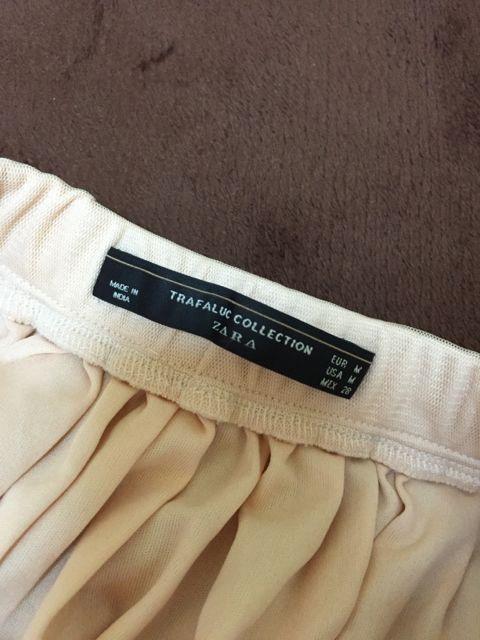 MADE IN
INDIA
TRAFALUC COLLECTION
ZARA
EUR M
USA M
MEX 28